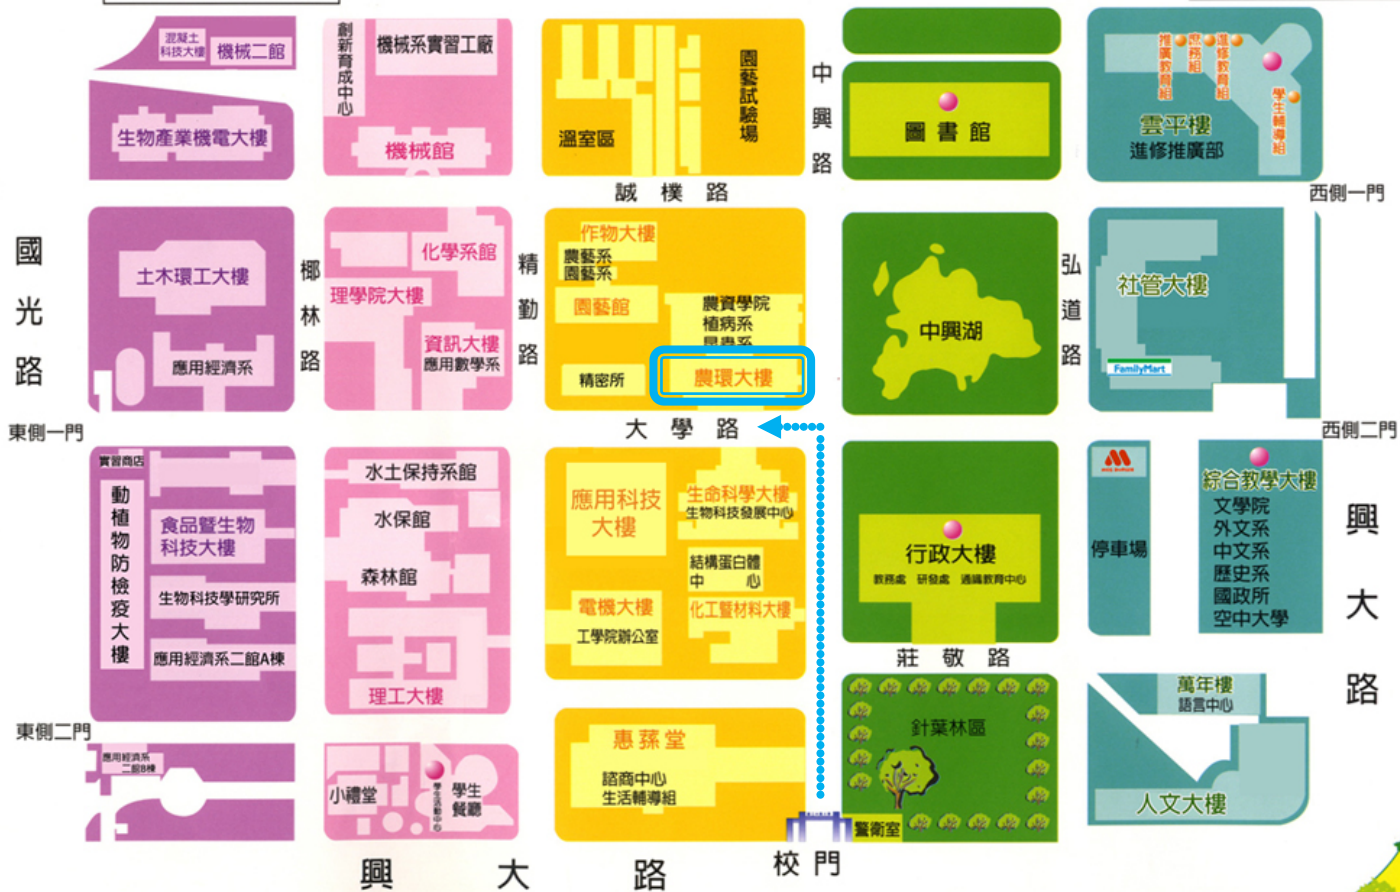 混凝土
科技大樓
機械二館
生物產業機電大樓
創新育成中心
機械系實習工廠
機械館
溫室區
園藝試驗場
中興路
圖書館
推廣教育組
庶務組
進修教育組
學生輔導組
雲平樓
進修推廣部
誠樸路
西側一門
國光路
土木環工大樓
應用經濟系
椰林路
化學系館
理學院大樓
資訊大樓
應用數學系
精勤路
作物大樓
農藝系
園藝系
園藝館
農資學院
植病系
昆蟲系
精密所
農環大樓
中興湖
弘道路
社管大樓
FamilyMart
東側一門
大學路
西側二門
實習商店
動植物防檢疫大樓
食品暨生物
科技大樓
生物科技學研究所
應用經濟系二館A棟
水土保持系館
水保館
森林館
理工大樓
應用科技
大樓
生命科學大樓
生物科技發展中心
結構蛋白體
中心
電機大樓
工學院辦公室
化工暨材料大樓
行政大樓
教務處 研發處 通識教育中心
莊敬路
MOS BURGER
停車場
綜合教學大樓
文學院
外文系
中文系
歷史系
國政所
空中大學
興大路
東側二門
應用經濟系
二館B棟
小禮堂
學生活動中心
學生
餐廳
惠蓀堂
諮商中心
生活輔導組
針葉林區
警衛室
萬年樓
語言中心
人文大樓
興大路
校門